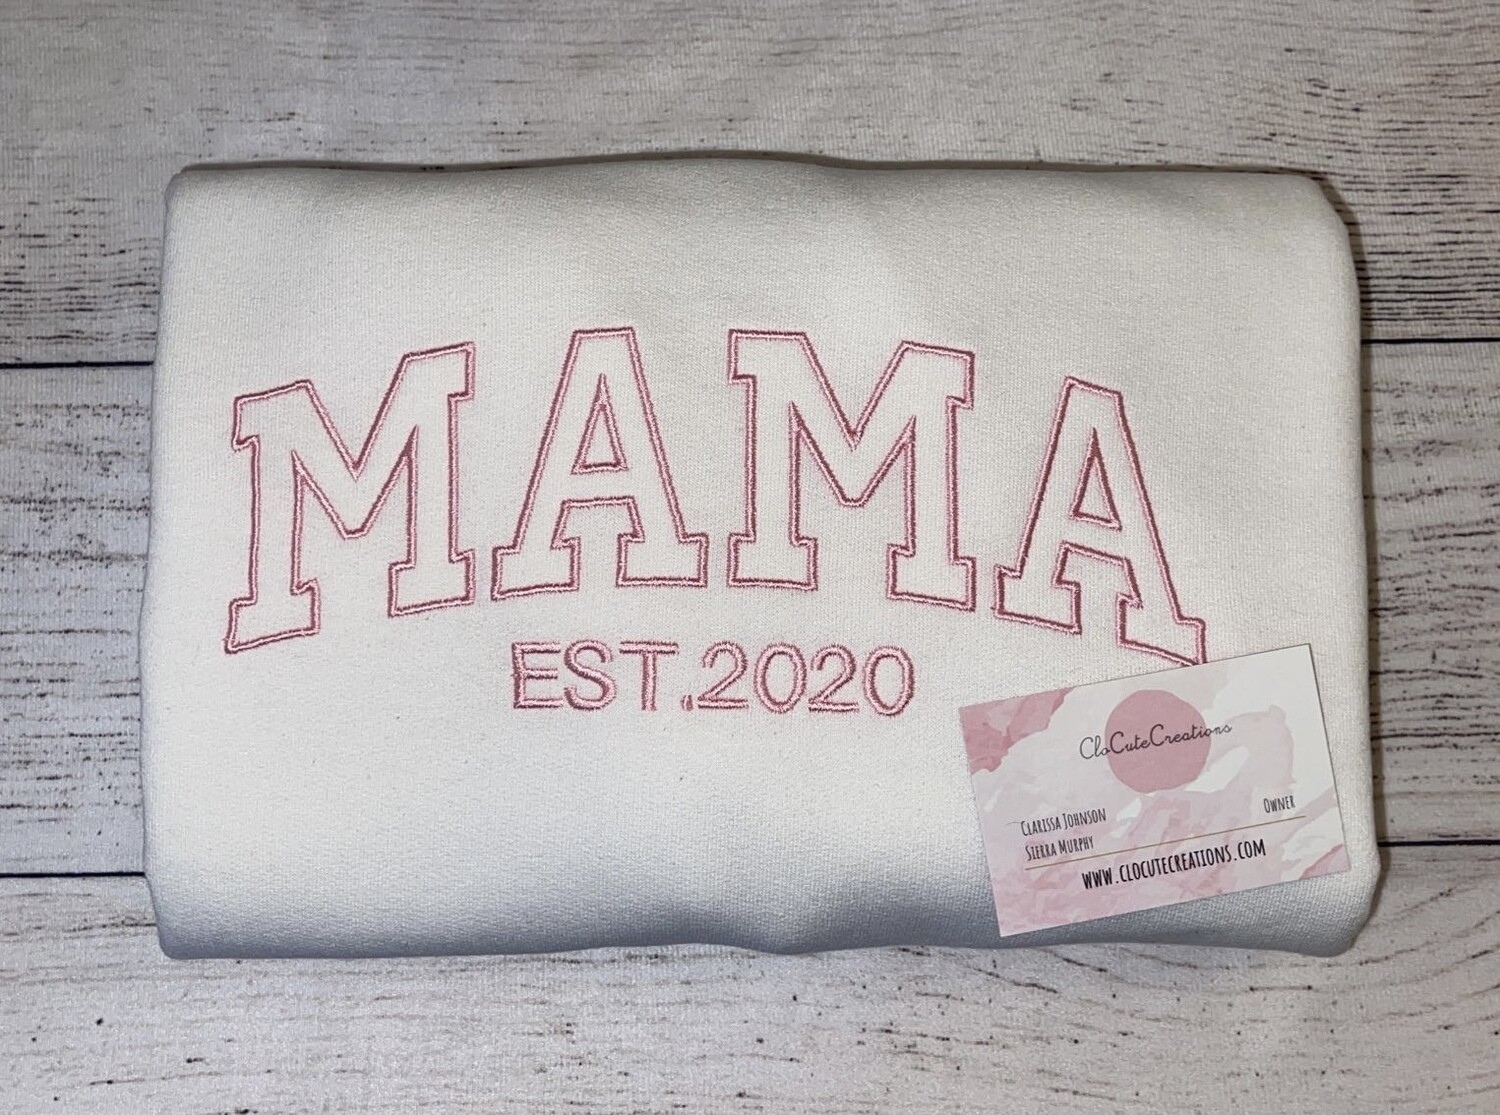 MAMA
EST.2020
CloCuteCreations
Clarissa Johnson
Owner
Sierra Murphy
www.clocutecreations.com